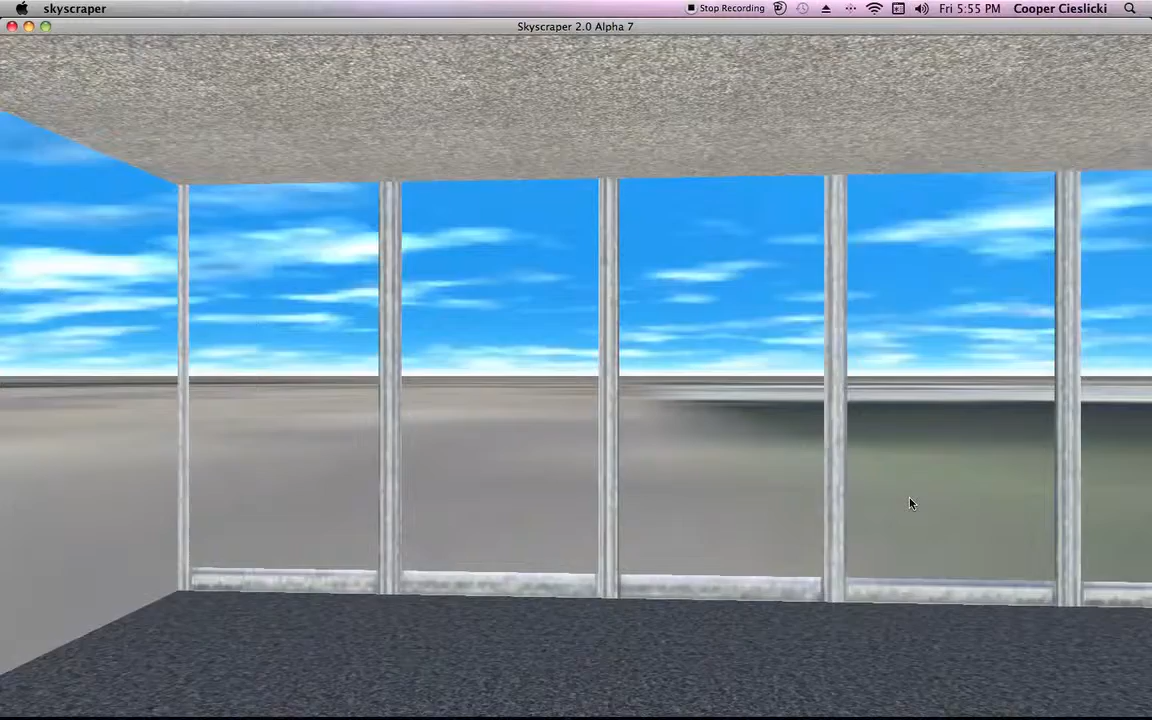 skyscraper
Stop Recording
Fri 5:55 PM
Cooper Cieslicki
Skyscraper 2.0 Alpha 7